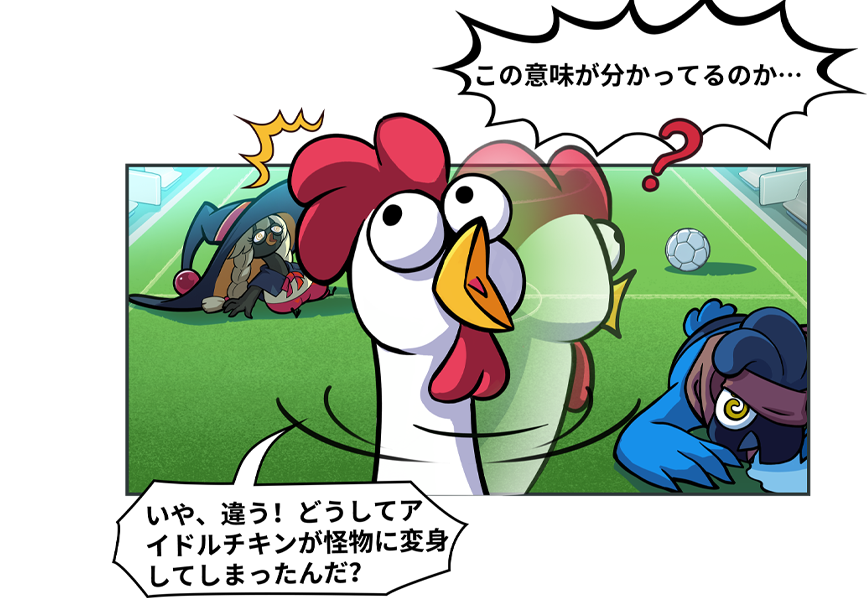 この意味が分かってるのか…
?
いや、違う！どうしてア
イドルチキンが怪物に変身
してしまったんだ？